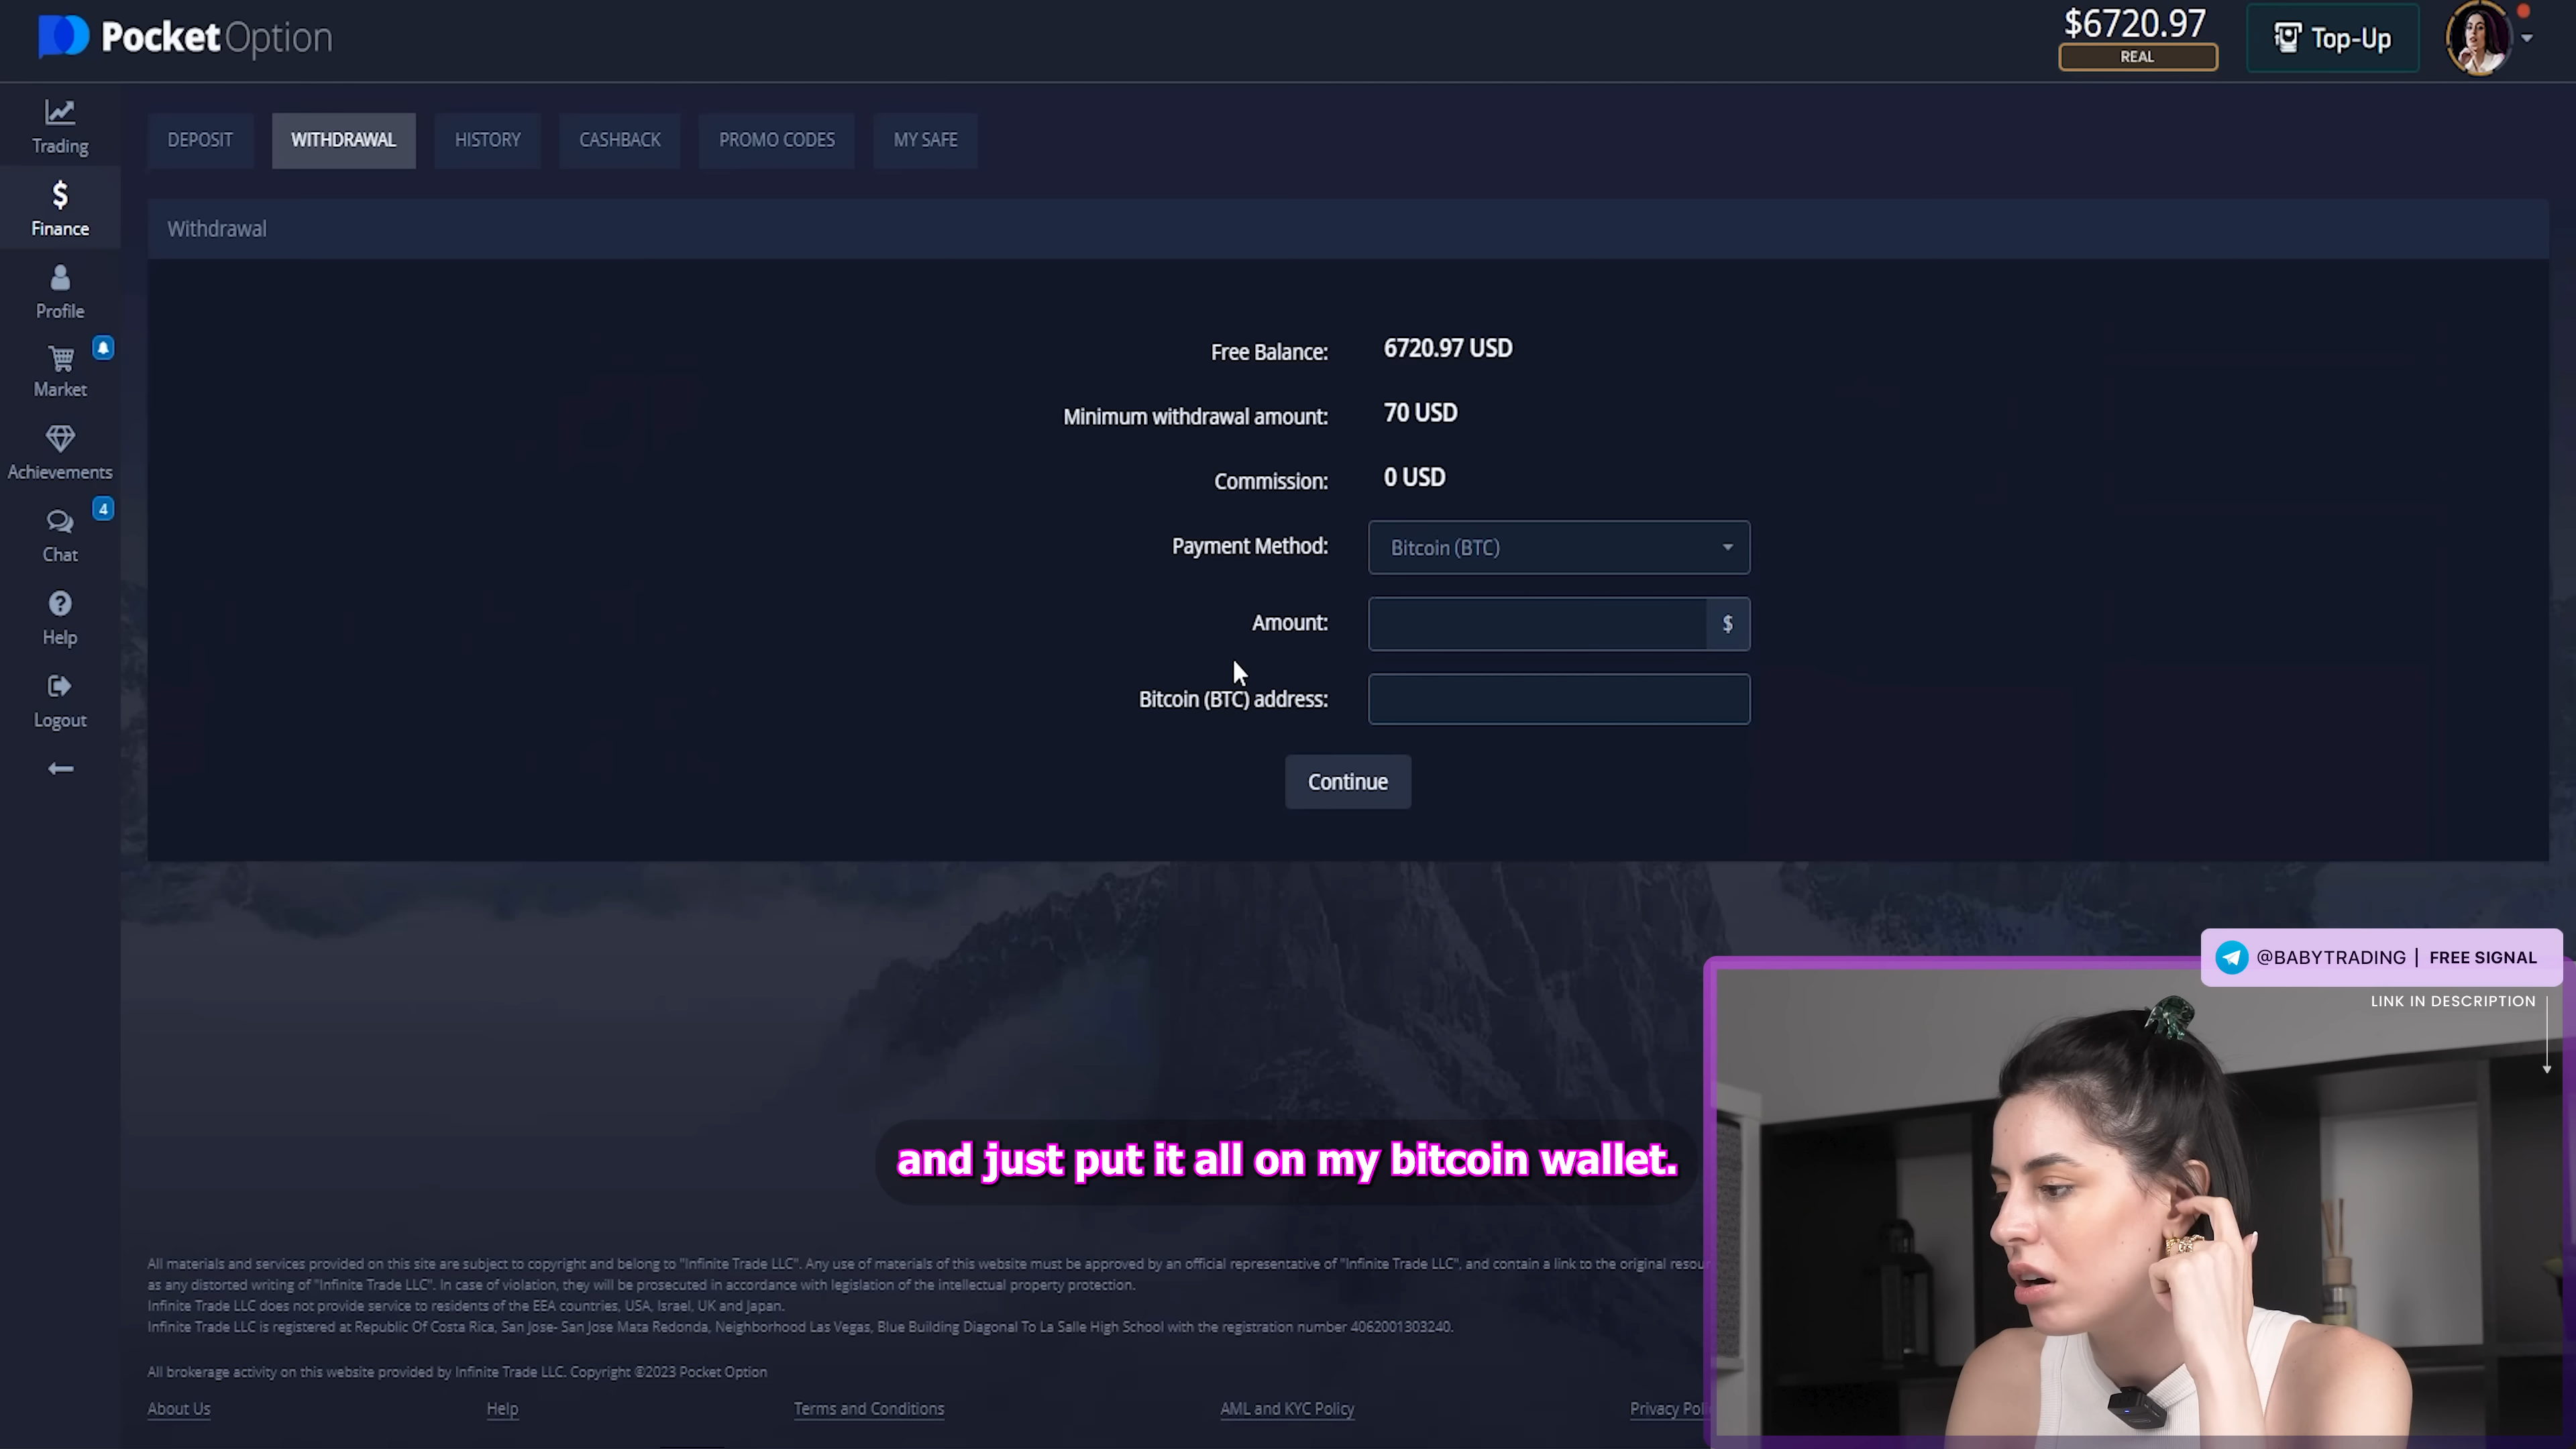 PocketOption
$6720.97
REAL
Top-Up
Trading
Finance
Profile
Market
Achievements
4
Chat
Help
Logout
DEPOSIT
WITHDRAWAL
HISTORY
CASHBACK
PROMO CODES
MY SAFE
Withdrawal
Free Balance: 6720.97 USD
Minimum withdrawal amount: 70 USD
Commission: 0 USD
Payment Method: Bitcoin (BTC)
Amount: $
Bitcoin (BTC) address:
Continue
@BABYTRADING | FREE SIGNAL
LINK IN DESCRIPTION
and just put it all on my bitcoin wallet.
All materials and services provided on this site are subject to copyright and belong to "Infinite Trade LLC". Any use of materials of this website must be approved by an official representative of "Infinite Trade LLC", and contain a link to the original
as any distorted writing of "Infinite Trade LLC". In case of violation, they will be prosecuted in accordance with legislation of the intellectual property protection.
Infinite Trade LLC does not provide service to residents of the EEA countries, USA, Israel, UK and Japan.
Infinite Trade LLC is registered at Republic Of Costa Rica, San Jose- San Jose Mata Redonda, Neighborhood Las Vegas, Blue Building Diagonal To La Salle High School with the registration number 4062001303240.
All brokerage activity on this website provided by Infinite Trade LLC. Copyright ©2023 Pocket Option
About Us
Help
Terms and Conditions
AML and KYC Policy
Privacy